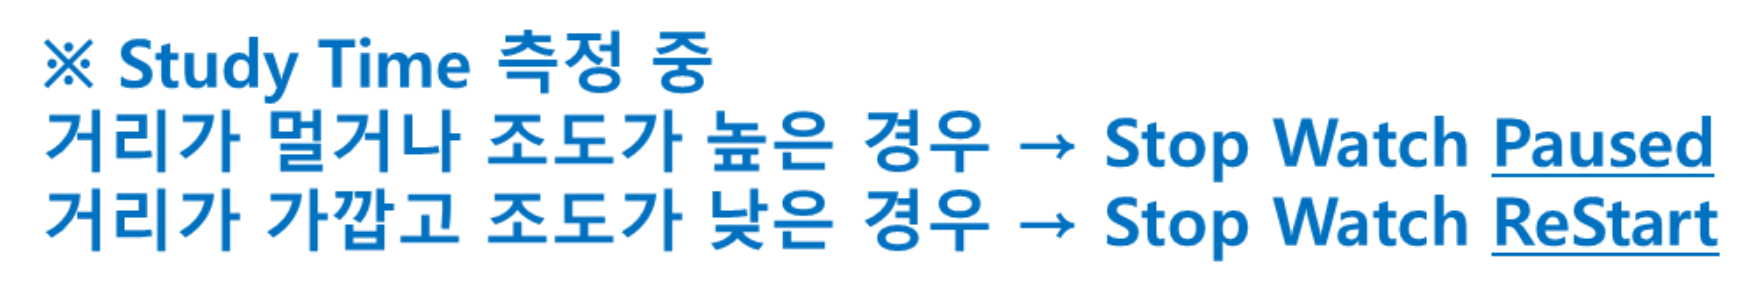 ※ Study Time 측정 중
거리가 멀거나 조도가 높은 경우 → Stop Watch Paused
거리가 가깝고 조도가 낮은 경우 → Stop Watch ReStart